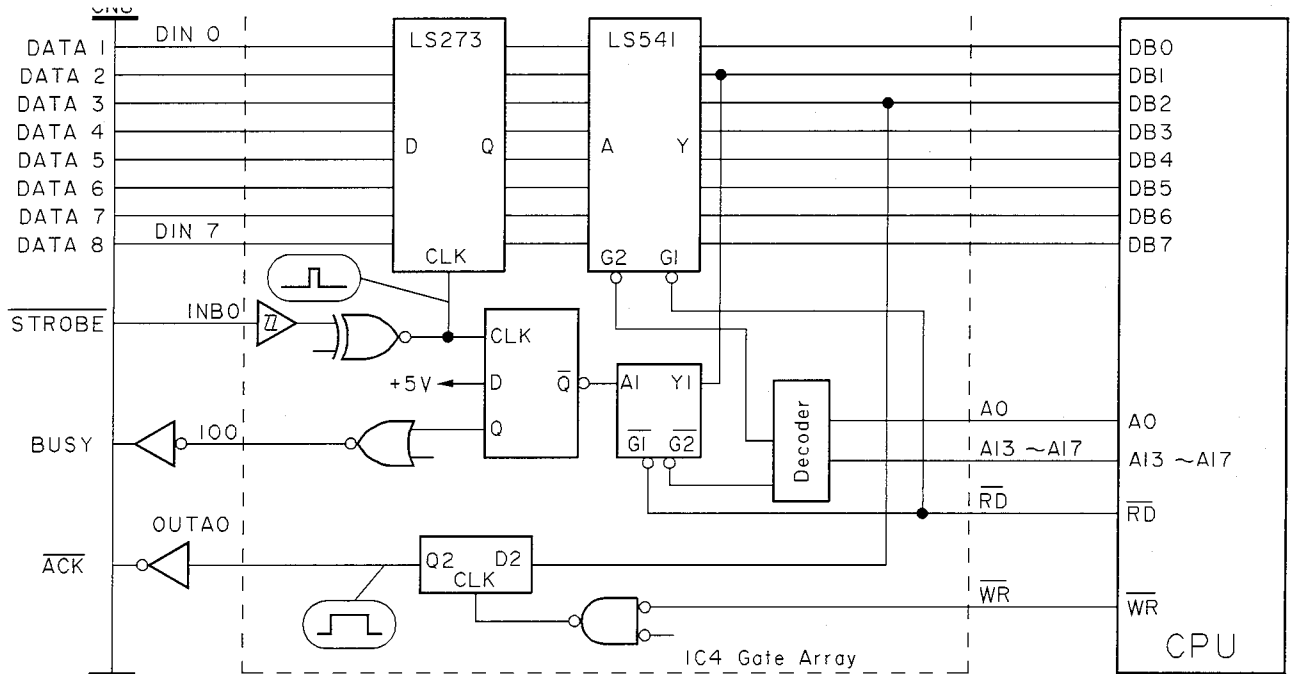 DATA 1 DIN 0 LS273 LS541 DB0
DATA 2 DB1
DATA 3 DB2
DATA 4 D Q A Y DB3
DATA 5 DB4
DATA 6 DB5
DATA 7 DB6
DATA 8 DIN 7 CLK G2 G1 DB7
STROBE INB0 CLK
+5V D Q A1 Y1
BUSY IO0 Q G1 G2 Decoder A0 A0
A13 ~A17 A13 ~A17
RD RD
OUTA0
ACK Q2 D2
CLK
WR WR
IC4 Gate Array CPU